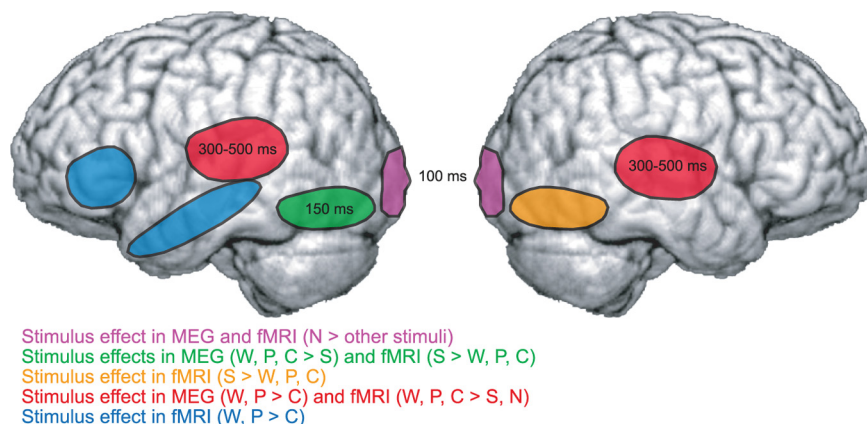 300-500 ms
300-500 ms
100 ms
150 ms
Stimulus effect in MEG and fMRI (N > other stimuli)
Stimulus effects in MEG (W, P, C > S) and fMRI (S > W, P, C)
Stimulus effect in fMRI (S > W, P, C)
Stimulus effect in MEG (W, P > C) and fMRI (W, P, C > S, N)
Stimulus effect in fMRI (W, P > C)